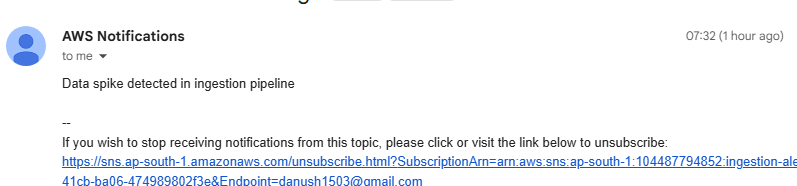 AWS Notifications
07:32 (1 hour ago)
to me
Data spike detected in ingestion pipeline
--
If you wish to stop receiving notifications from this topic, please click or visit the link below to unsubscribe:
https://sns.ap-south-1.amazonaws.com/unsubscribe.html?SubscriptionArn=arn:aws:sns:ap-south-1:104487794852:ingestion-ale
41cb-ba06-474989802f3e&Endpoint=danush1503@gmail.com